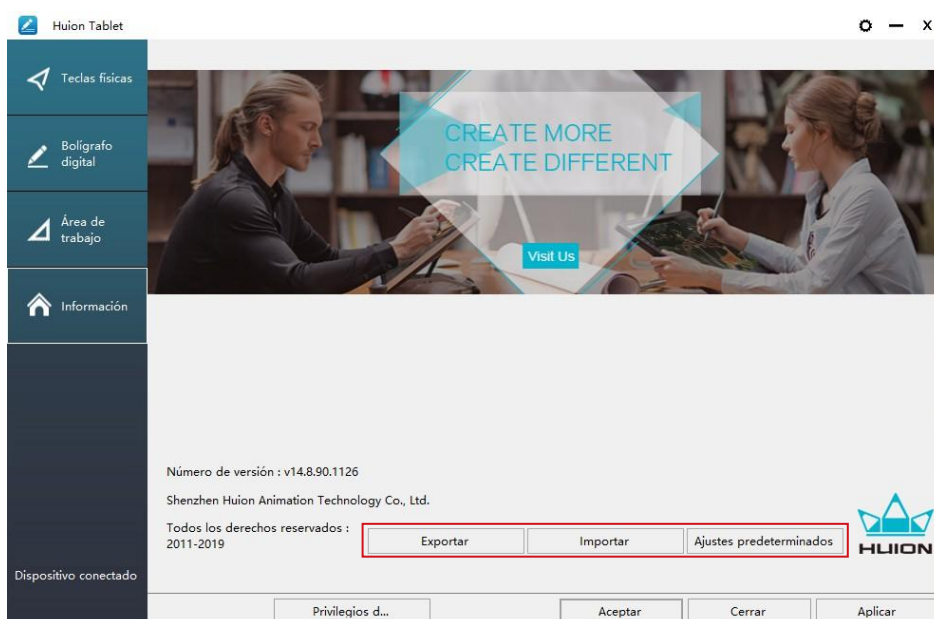 Huion Tablet
Teclas físicas
Bolígrafo
digital
Área de
trabajo
Información
CREATE MORE
CREATE DIFFERENT
Visit Us
Número de versión : v14.8.90.1126
Shenzhen Huion Animation Technology Co., Ltd.
Todos los derechos reservados :
2011-2019
Exportar
Importar
Ajustes predeterminados
HUION
Dispositivo conectado
Privilegios d...
Aceptar
Cerrar
Aplicar